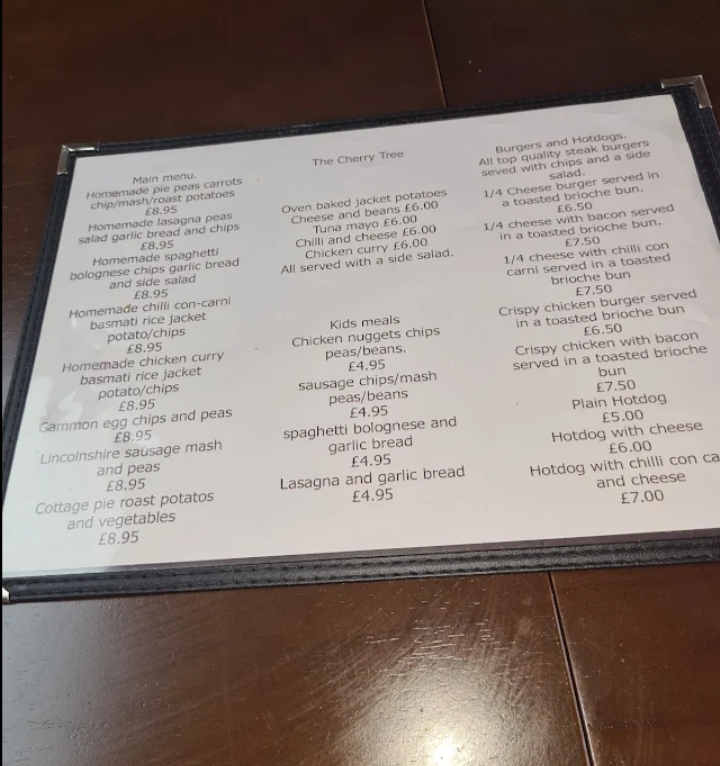 The Cherry Tree
Main menu.
Homemade pie peas carrots
chip/mash/roast potatoes
£8.95
Homemade lasagna peas
salad garlic bread and chips
£8.95
Homemade spaghetti
bolognese chips garlic bread
and side salad
£8.95
Homemade chilli con-carni
basmati rice jacket
potato/chips
£8.95
Homemade chicken curry
basmati rice jacket
potato/chips
£8.95
Gammon egg chips and peas
£8.95
Lincolnshire sausage mash
and peas
£8.95
Cottage pie roast potatos
and vegetables
£8.95
Oven baked jacket potatoes
Cheese and beans £6.00
Tuna mayo £6.00
Chilli and cheese £6.00
Chicken curry £6.00
All served with a side salad.
Kids meals
Chicken nuggets chips
peas/beans.
£4.95
sausage chips/mash
peas/beans
£4.95
spaghetti bolognese and
garlic bread
£4.95
Lasagna and garlic bread
£4.95
Burgers and Hotdogs.
All top quality steak burgers
seved with chips and a side
salad.
1/4 Cheese burger served in
a toasted brioche bun.
£6.50
1/4 cheese with bacon served
in a toasted brioche bun.
£7.50
1/4 cheese with chilli con
carni served in a toasted
brioche bun
£7.50
Crispy chicken burger served
in a toasted brioche bun
£6.50
Crispy chicken with bacon
served in a toasted brioche
bun
£7.50
Plain Hotdog
£5.00
Hotdog with cheese
£6.00
Hotdog with chilli con ca
and cheese
£7.00